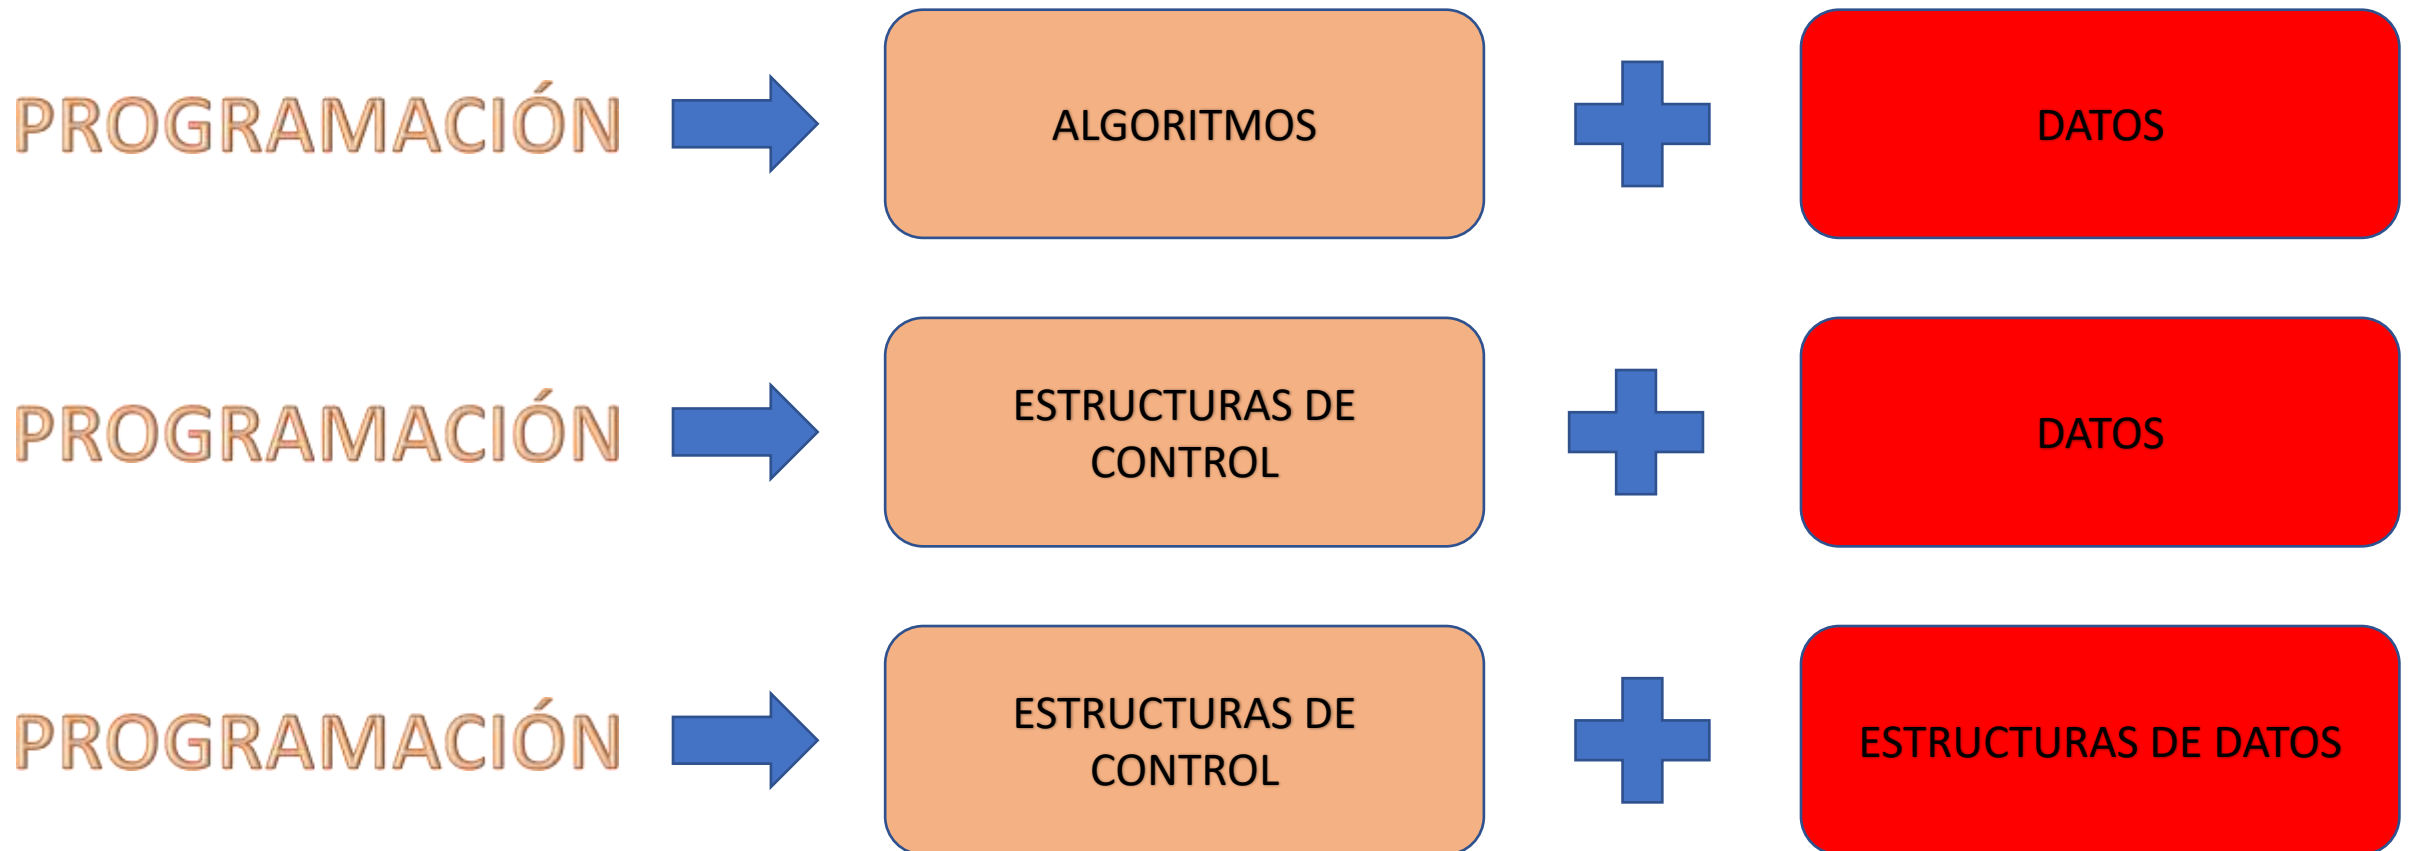 PROGRAMACIÓN
ALGORITMOS
DATOS
PROGRAMACIÓN
ESTRUCTURAS DE
CONTROL
DATOS
PROGRAMACIÓN
ESTRUCTURAS DE
CONTROL
ESTRUCTURAS DE DATOS